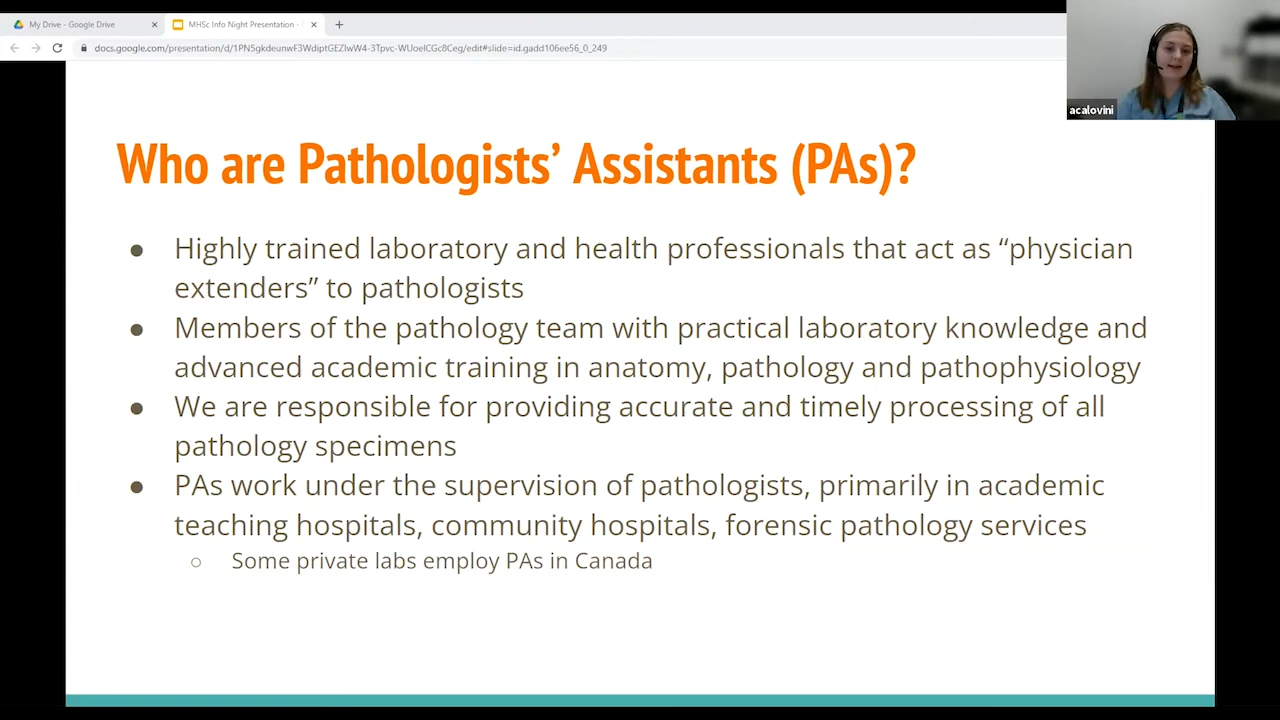 My Drive - Google Drive
MHSc Info Night Presentation -
docs.google.com/presentation/d/1PN5gkdeunwF3WdiptGEZlwW4-3Tpvc-WUoelCGc8Ceg/edit#slide=id.gadd106ee56_0_249
acalovini
Who are Pathologists’ Assistants (PAs)?
● Highly trained laboratory and health professionals that act as “physician
extenders” to pathologists
● Members of the pathology team with practical laboratory knowledge and
advanced academic training in anatomy, pathology and pathophysiology
● We are responsible for providing accurate and timely processing of all
pathology specimens
● PAs work under the supervision of pathologists, primarily in academic
teaching hospitals, community hospitals, forensic pathology services
○ Some private labs employ PAs in Canada